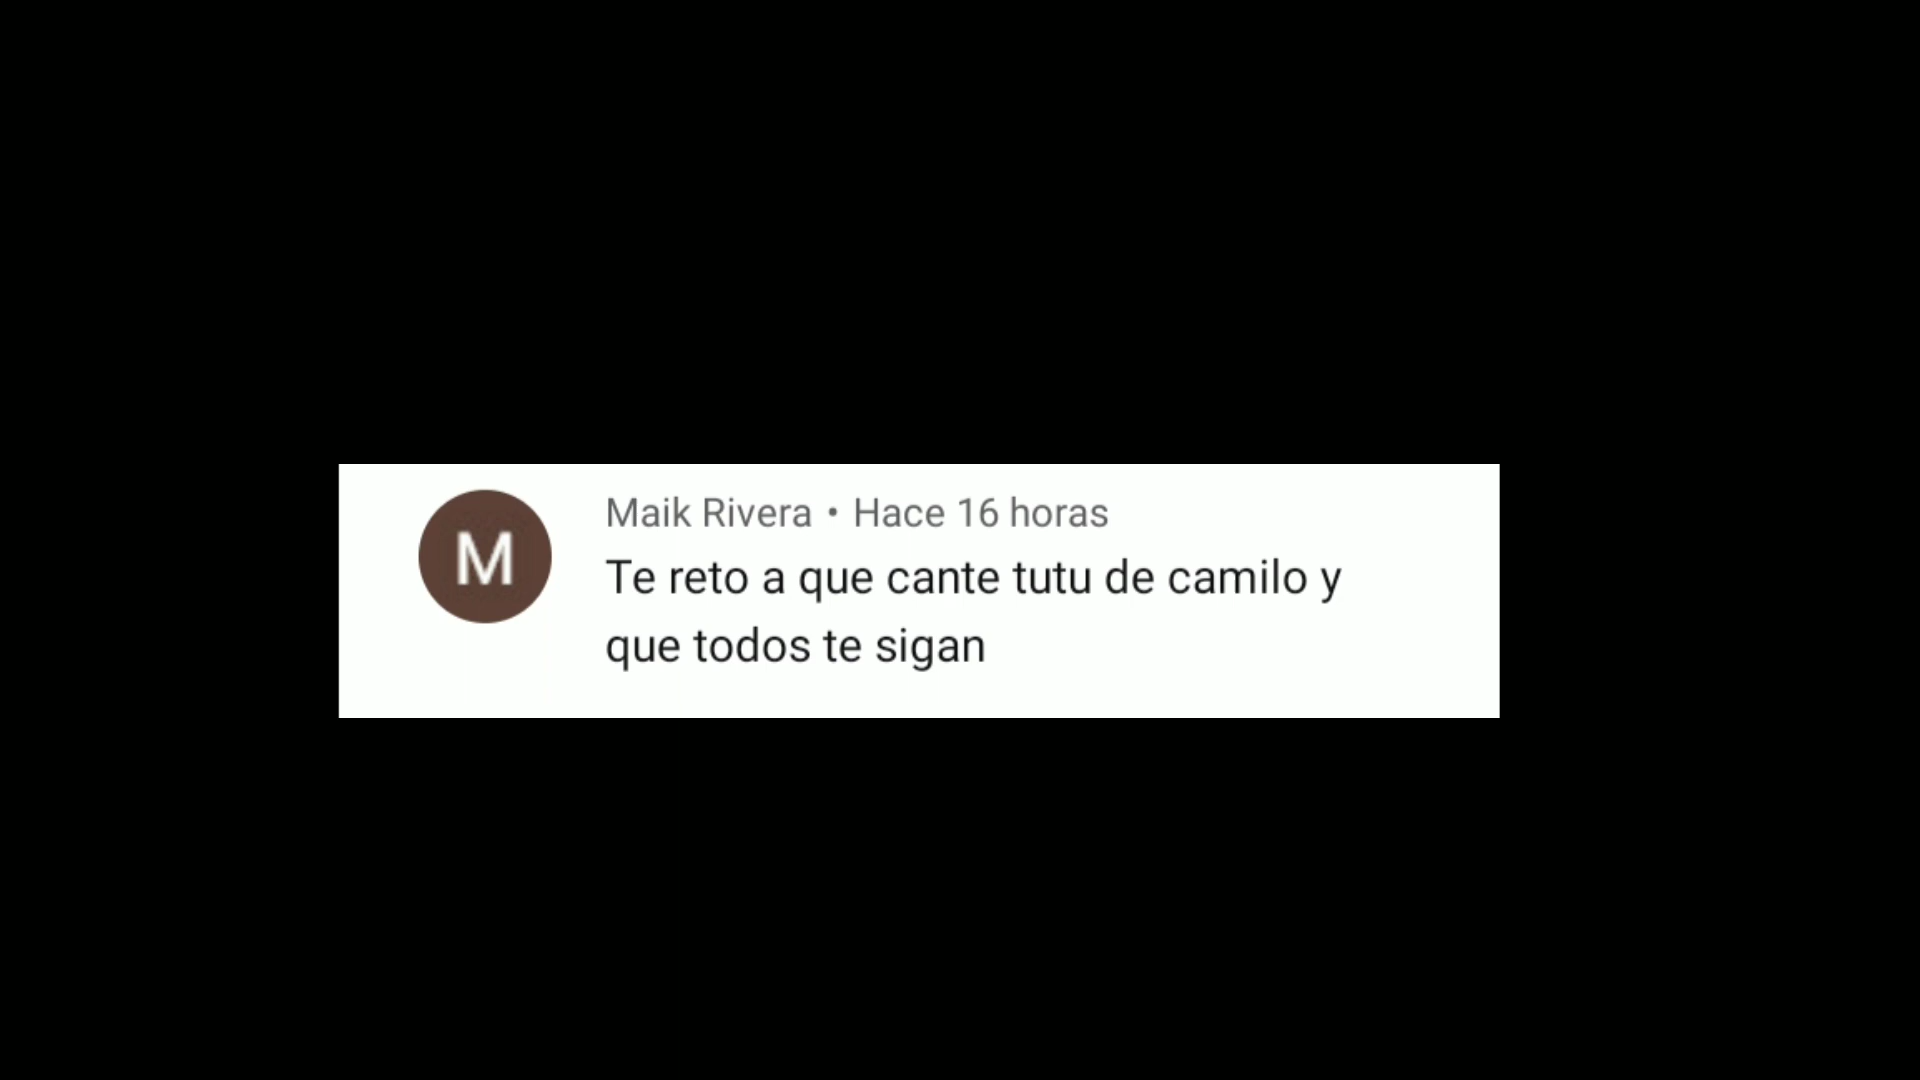 M
Maik Rivera • Hace 16 horas
Te reto a que cante tutu de camilo y
que todos te sigan